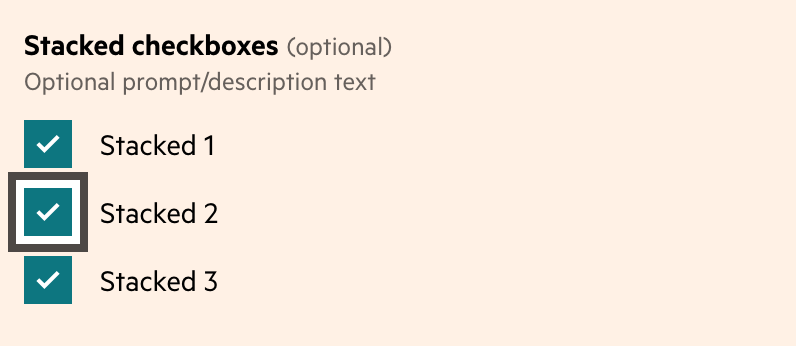 Stacked checkboxes (optional)
Optional prompt/description text
Stacked 1
Stacked 2
Stacked 3